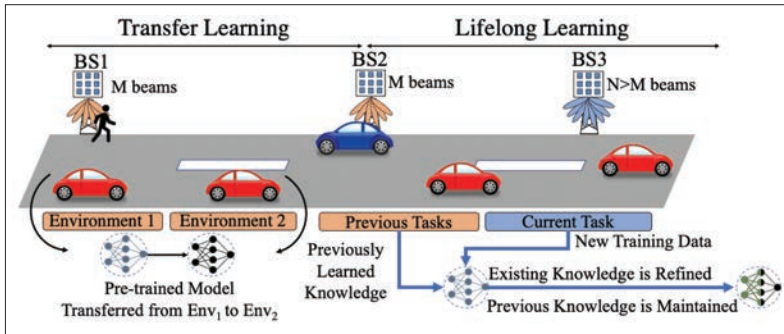 Transfer Learning
Lifelong Learning
BS1
BS2
BS3
M beams
M beams
N>M beams
Environment 1
Environment 2
Previous Tasks
Current Task
Previously
Learned
Knowledge
New Training Data
Existing Knowledge is Refined
Previous Knowledge is Maintained
Pre-trained Model
Transferred from Env₁ to Env₂